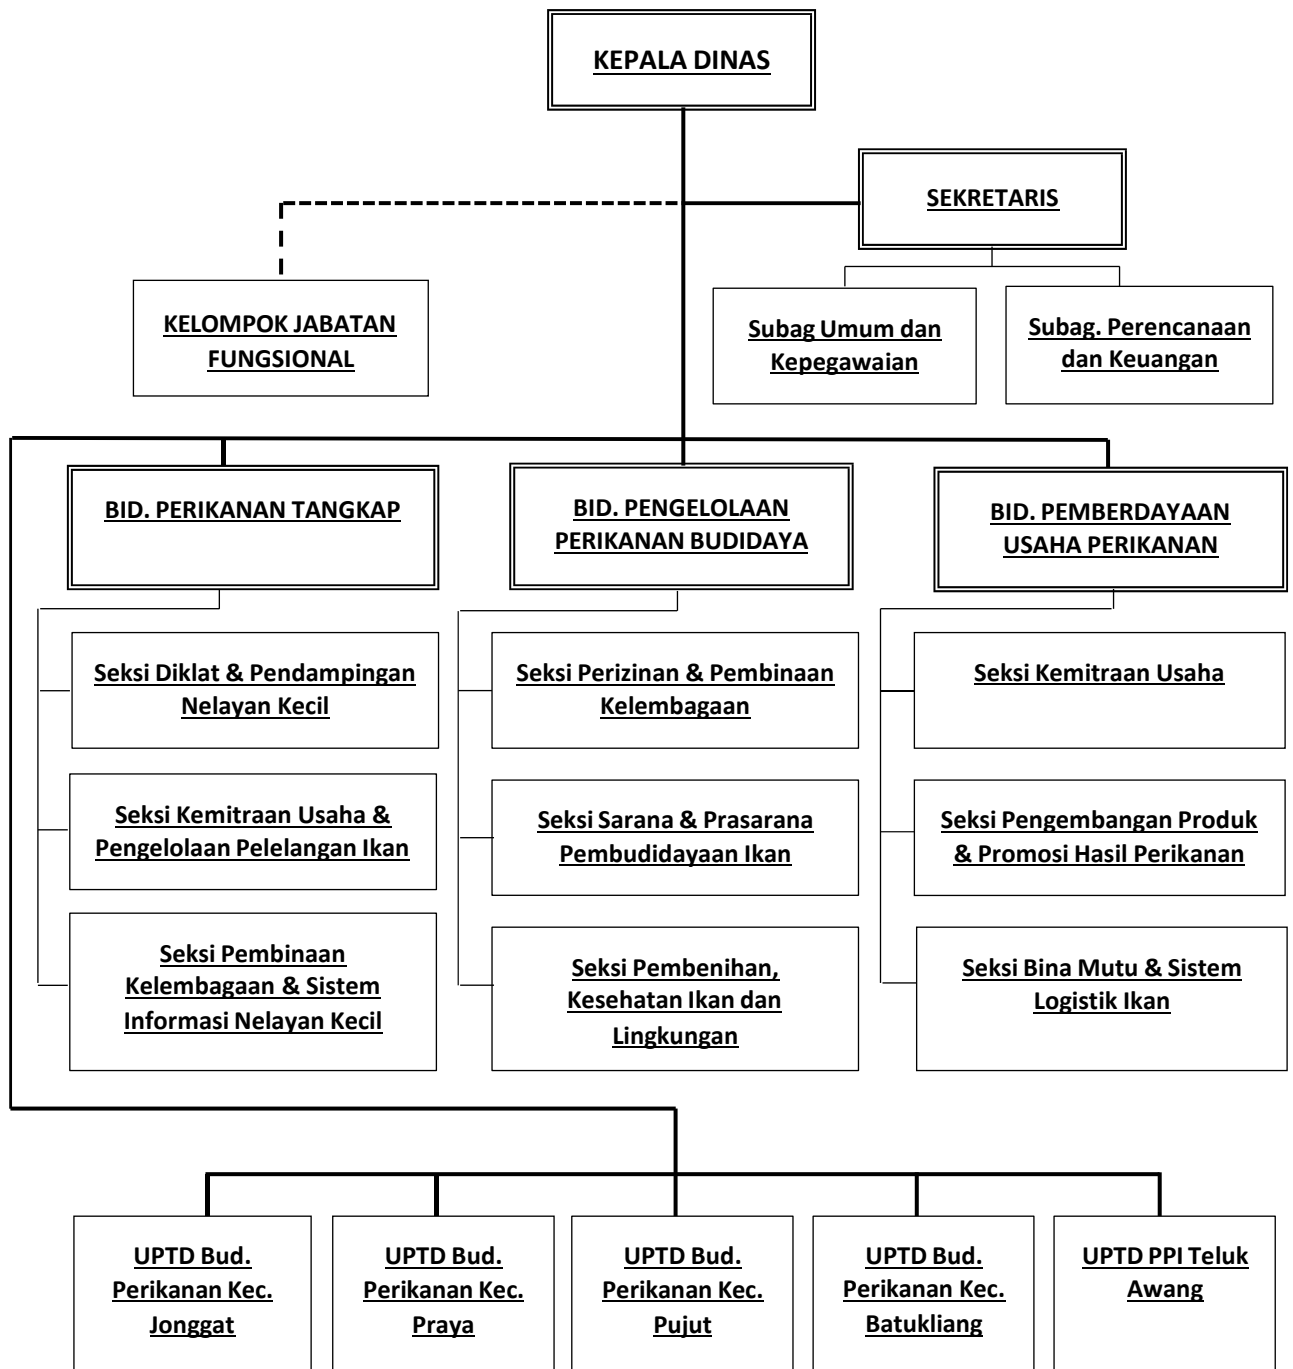 KEPALA DINAS
SEKRETARIS
KELOMPOK JABATAN
FUNGSIONAL
Subag Umum dan
Kepegawaian
Subag. Perencanaan
dan Keuangan
BID. PERIKANAN TANGKAP
BID. PENGELOLAAN
PERIKANAN BUDIDAYA
BID. PEMBERDAYAAN
USAHA PERIKANAN
Seksi Diklat & Pendampingan
Nelayan Kecil
Seksi Perizinan & Pembinaan
Kelembagaan
Seksi Kemitraan Usaha
Seksi Kemitraan Usaha &
Pengelolaan Pelelangan Ikan
Seksi Sarana & Prasarana
Pembudidayaan Ikan
Seksi Pengembangan Produk
& Promosi Hasil Perikanan
Seksi Pembinaan
Kelembagaan & Sistem
Informasi Nelayan Kecil
Seksi Pembenihan,
Kesehatan Ikan dan
Lingkungan
Seksi Bina Mutu & Sistem
Logistik Ikan
UPTD Bud.
Perikanan Kec.
Jonggat
UPTD Bud.
Perikanan Kec.
Praya
UPTD Bud.
Perikanan Kec.
Pujut
UPTD Bud.
Perikanan Kec.
Batukliang
UPTD PPI Teluk
Awang